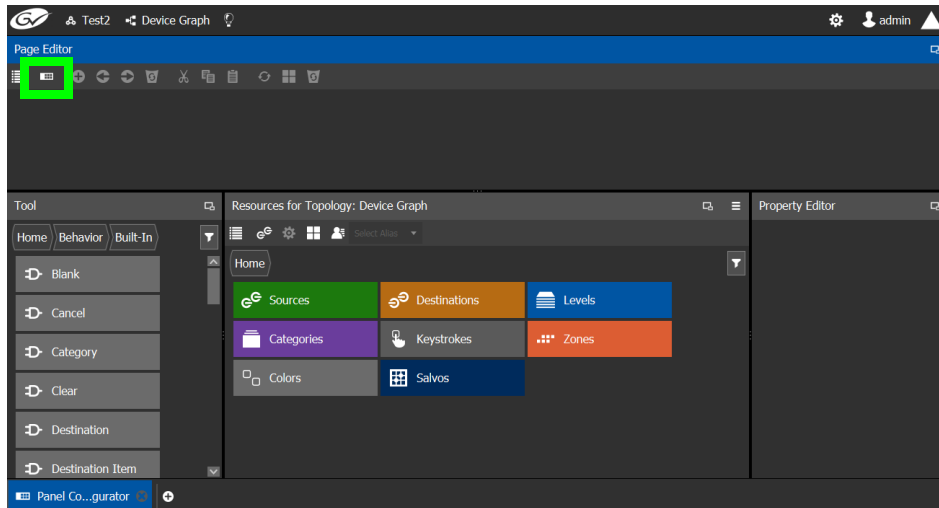 GV Test2 Device Graph admin
Page Editor
Tool
Home Behavior Built-In
Blank
Cancel
Category
Clear
Destination
Destination Item
Resources for Topology: Device Graph
Select Alias
Home
Sources Destinations Levels
Categories Keystrokes Zones
Colors Salvos
Property Editor
Panel Co...gurator